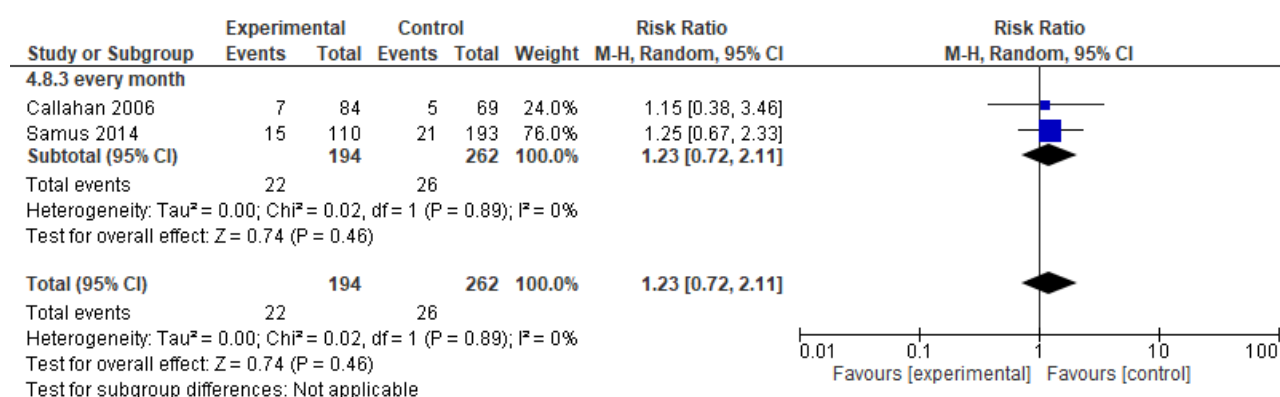 Experimental Control Risk Ratio Risk Ratio
Study or Subgroup Events Total Events Total Weight M-H, Random, 95% CI M-H, Random, 95% CI
4.8.3 every month
Callahan 2006 7 84 5 69 24.0% 1.15 [0.38, 3.46]
Samus 2014 15 110 21 193 76.0% 1.25 [0.67, 2.33]
Subtotal (95% CI) 194 262 100.0% 1.23 [0.72, 2.11]
Total events 22 26
Heterogeneity: Tau² = 0.00; Chi² = 0.02, df = 1 (P = 0.89); I² = 0%
Test for overall effect: Z = 0.74 (P = 0.46)
Total (95% CI) 194 262 100.0% 1.23 [0.72, 2.11]
Total events 22 26
Heterogeneity: Tau² = 0.00; Chi² = 0.02, df = 1 (P = 0.89); I² = 0%
Test for overall effect: Z = 0.74 (P = 0.46)
Test for subgroup differences: Not applicable
0.01 0.1 1 10 100
Favours [experimental] Favours [control]